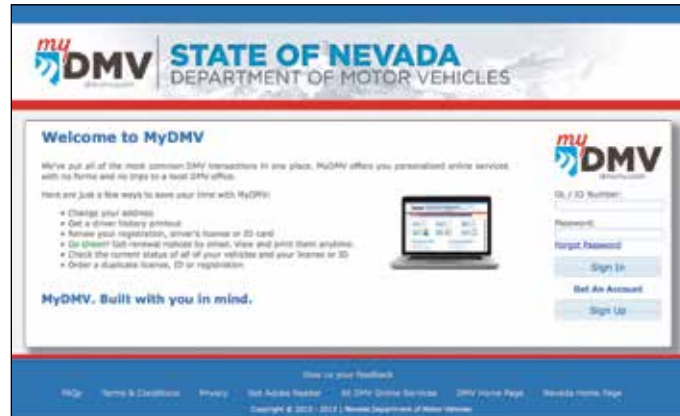 my
DMV
dmvnv.com
STATE OF NEVADA
DEPARTMENT OF MOTOR VEHICLES
Welcome to MyDMV
We've put all of the most common DMV transactions in one place. MyDMV offers you personalized online services
with no forms and no trips to a local DMV office.
Here are just a few ways to save your time with MyDMV:
• Change your address
• Get a driver history printout
• Renew your registration, driver's license or ID card
• Go Green! Get renewal notices by email. View and print them anytime.
• Check the current status of all of your vehicles and your license or ID
• Order a duplicate license, ID or registration.
MyDMV. Built with you in mind.
my
DMV
dmvnv.com
DL / ID Number:
Password:
Forgot Password
Sign In
Get An Account
Sign Up
Give us your feedback
FAQs Terms & Conditions Privacy Get Adobe Reader All DMV Online Services DMV Home Page Nevada Home Page
Copyright © 2013 - 2015 | Nevada Department of Motor Vehicles